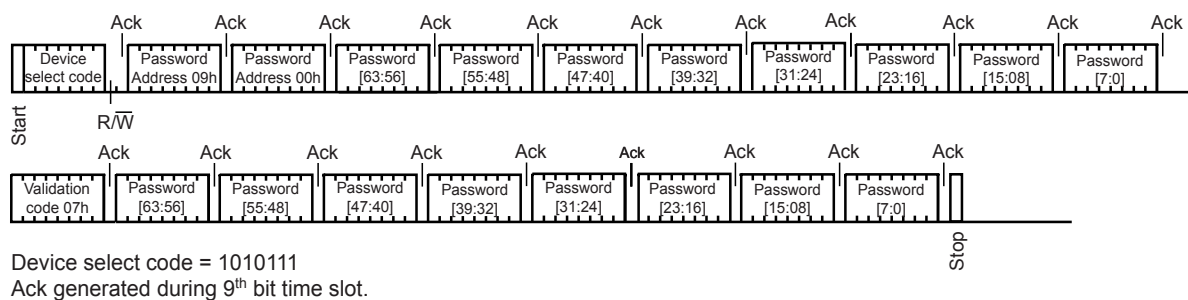 Ack Ack Ack Ack Ack Ack Ack Ack Ack Ack Ack
Device select code
Password Address 09h
Password Address 00h
Password [63:56]
Password [55:48]
Password [47:40]
Password [39:32]
Password [31:24]
Password [23:16]
Password [15:08]
Password [7:0]
Start
R/W̅
Ack Ack Ack Ack Ack Ack Ack Ack Ack
Validation code 07h
Password [63:56]
Password [55:48]
Password [47:40]
Password [39:32]
Password [31:24]
Password [23:16]
Password [15:08]
Password [7:0]
Stop
Device select code = 1010111
Ack generated during 9th bit time slot.